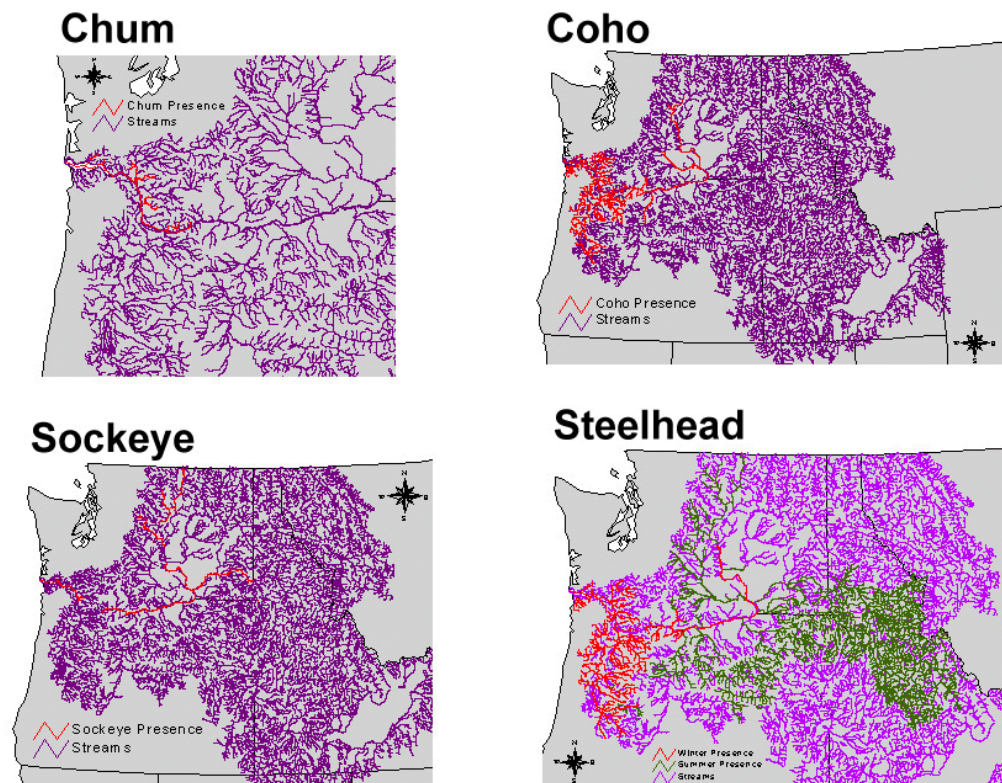 Chum
Chum Presence
Streams
Coho
Coho Presence
Streams
Sockeye
Sockeye Presence
Streams
Steelhead
Winter Presence
Summer Presence
Streams